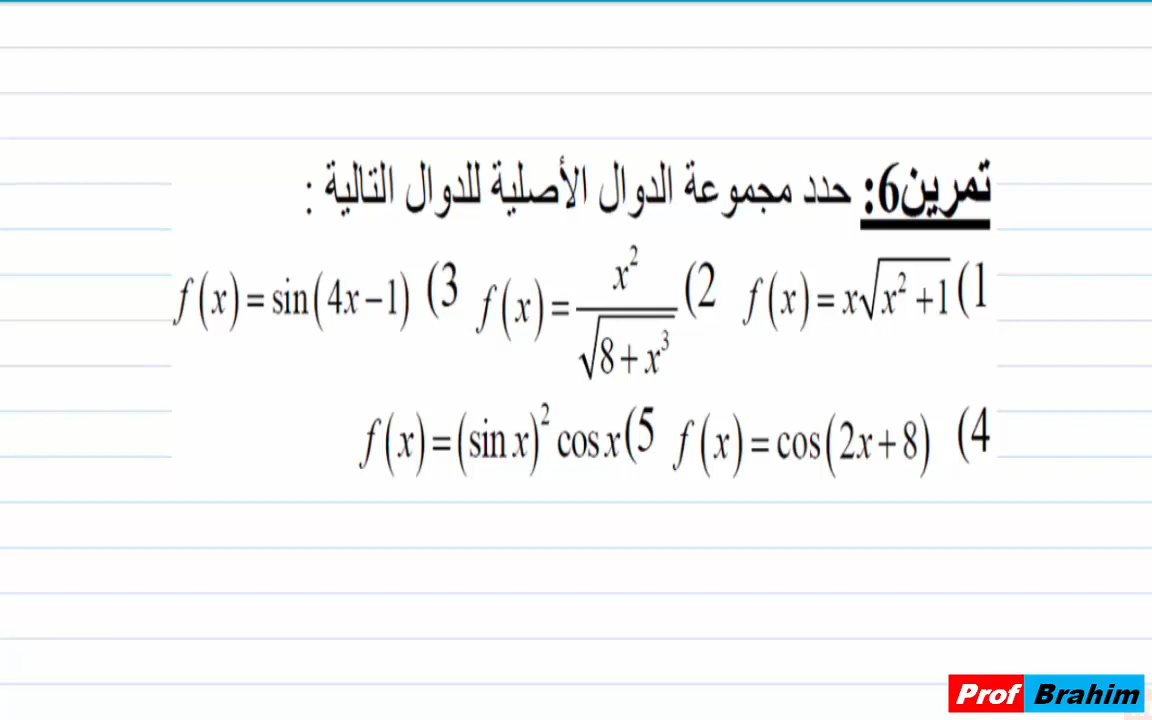 تمرين6: حدد مجموعة الدوال الأصلية للدوال التالية :
1) f(x) = x√(x² + 1) 2) f(x) = x² / √(8 + x³) 3) f(x) = sin(4x − 1)
4) f(x) = cos(2x + 8) 5) f(x) = (sin x)² cos x
Prof Brahim